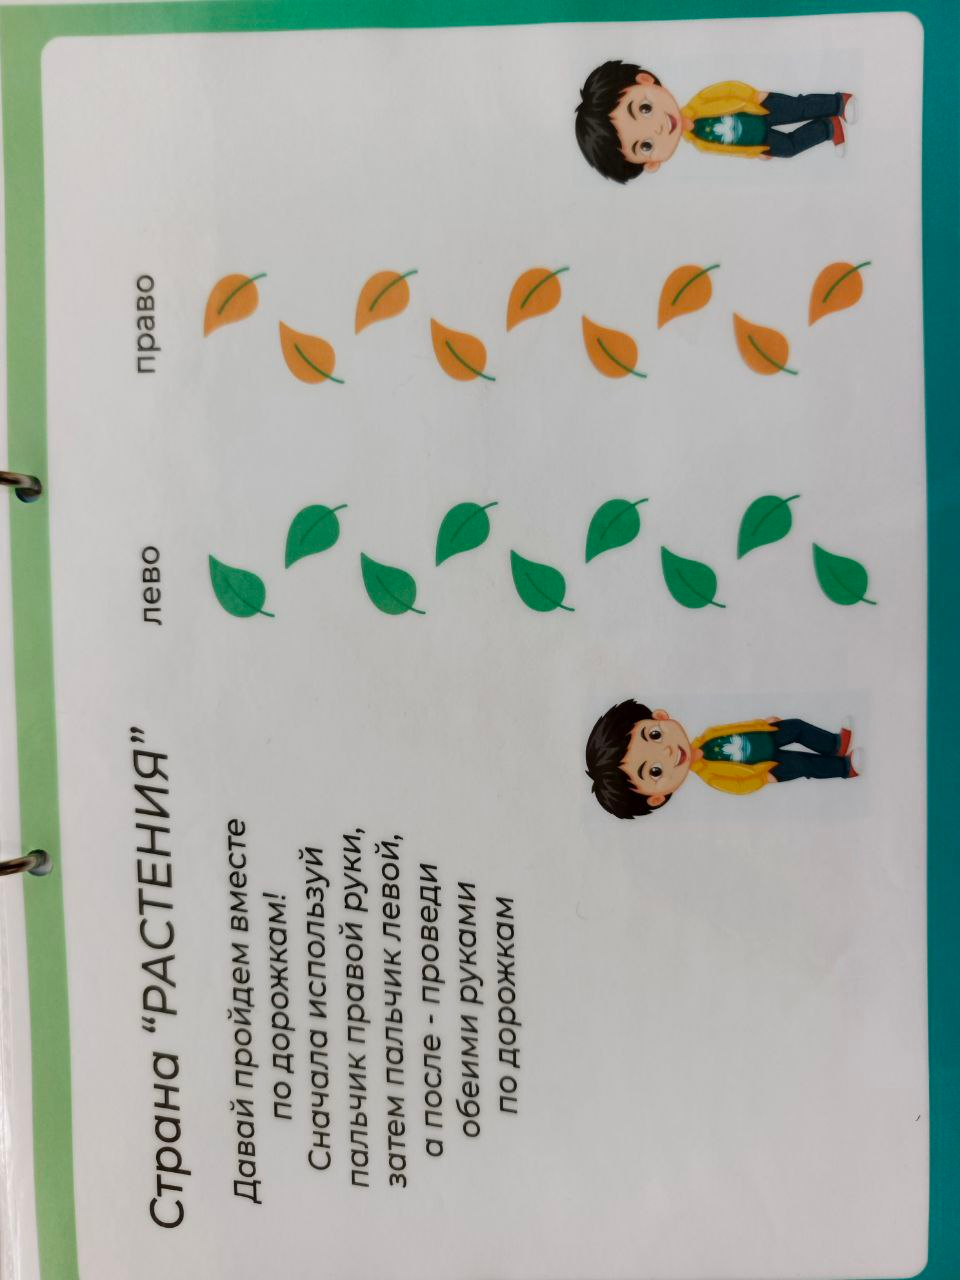 Страна “РАСТЕНИЯ”
Давай пройдем вместе
по дорожкам!
Сначала используй
пальчик правой руки,
затем пальчик левой,
а после - проведи
обеими руками
по дорожкам
лево
право